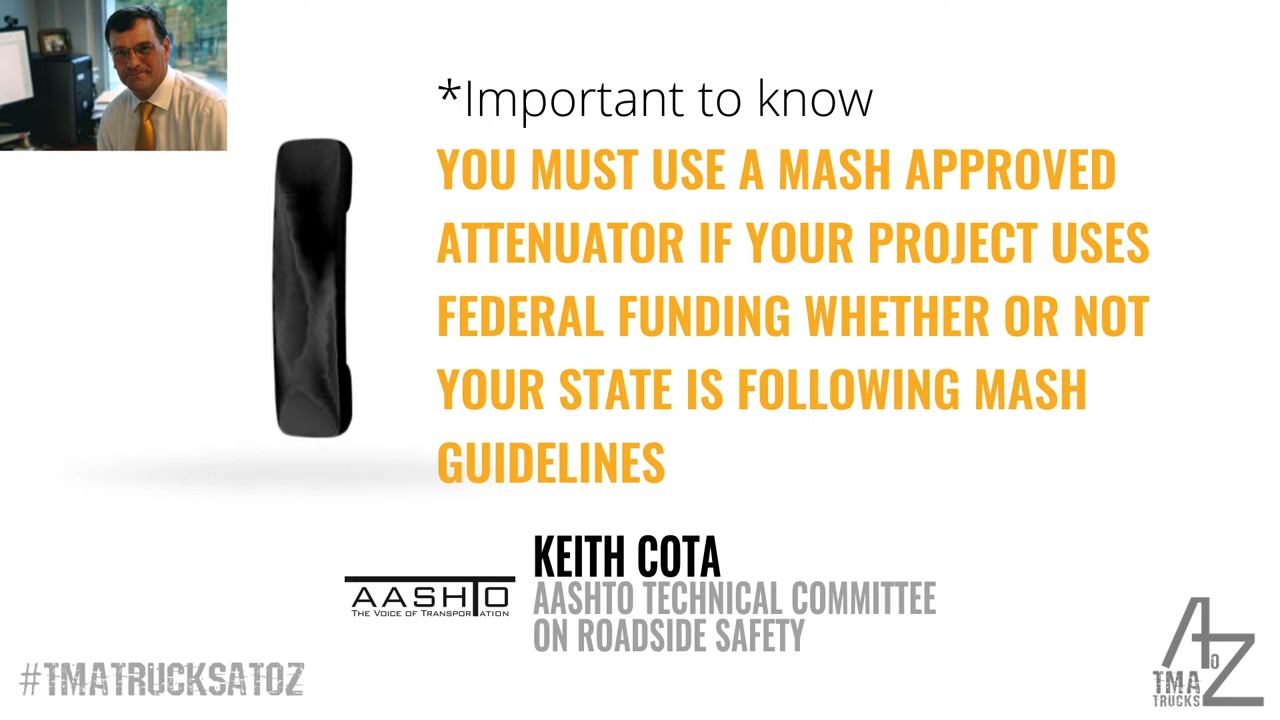 *Important to know
YOU MUST USE A MASH APPROVED
ATTENUATOR IF YOUR PROJECT USES
FEDERAL FUNDING WHETHER OR NOT
YOUR STATE IS FOLLOWING MASH
GUIDELINES
KEITH COTA
AASHTO TECHNICAL COMMITTEE
ON ROADSIDE SAFETY
AASHTO
THE VOICE OF TRANSPORTATION
#TMATRUCKSATOZ
A TO Z
TMA
TRUCKS